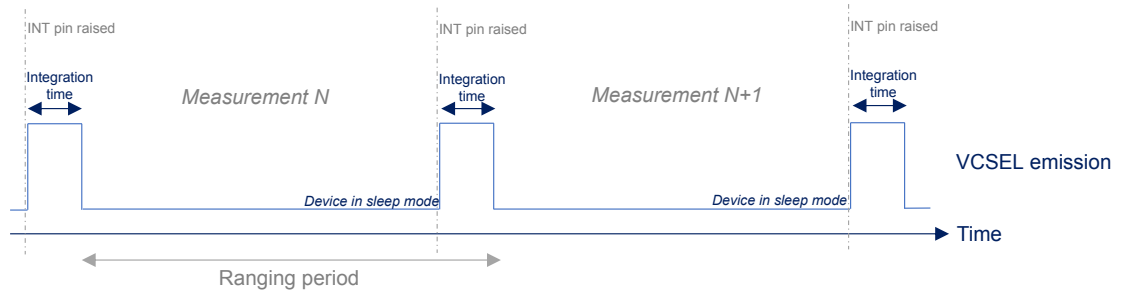 INT pin raised
INT pin raised
INT pin raised
Integration
time
Measurement N
Integration
time
Measurement N+1
Integration
time
VCSEL emission
Device in sleep mode
Device in sleep mode
Time
Ranging period